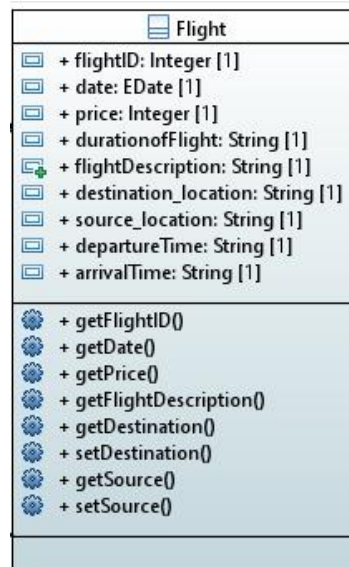 Flight
+ flightID: Integer [1]
+ date: EDate [1]
+ price: Integer [1]
+ durationofFlight: String [1]
+ flightDescription: String [1]
+ destination_location: String [1]
+ source_location: String [1]
+ departureTime: String [1]
+ arrivalTime: String [1]
+ getFlightID()
+ getDate()
+ getPrice()
+ getFlightDescription()
+ getDestination()
+ setDestination()
+ getSource()
+ setSource()